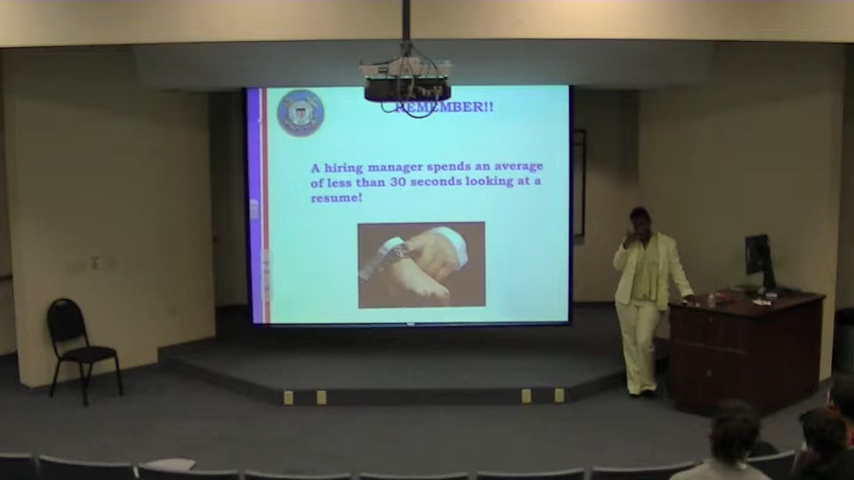 REMEMBER!!
A hiring manager spends an average
of less than 30 seconds looking at a
resume!